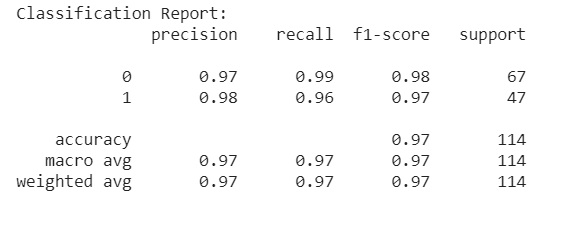 Classification Report:
precision recall f1-score support
0 0.97 0.99 0.98 67
1 0.98 0.96 0.97 47
accuracy 0.97 114
macro avg 0.97 0.97 0.97 114
weighted avg 0.97 0.97 0.97 114